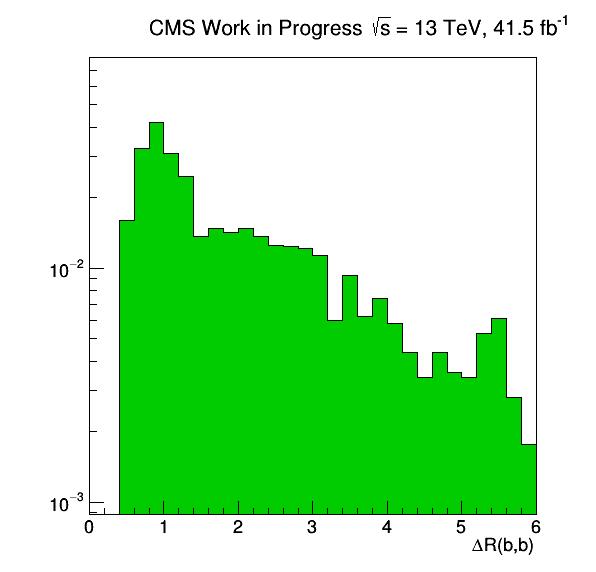 CMS Work in Progress √s = 13 TeV, 41.5 fb⁻¹
10⁻²
10⁻³
0 1 2 3 4 5 6
ΔR(b,b)